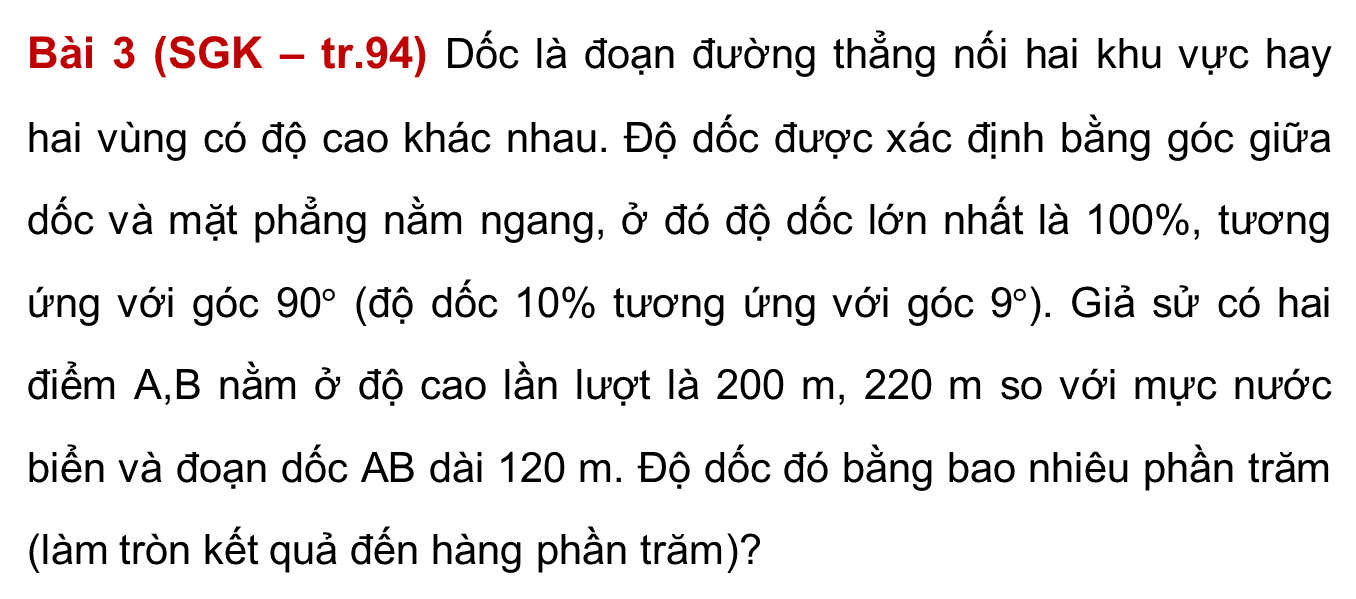 Bài 3 (SGK – tr.94) Dốc là đoạn đường thẳng nối hai khu vực hay
hai vùng có độ cao khác nhau. Độ dốc được xác định bằng góc giữa
dốc và mặt phẳng nằm ngang, ở đó độ dốc lớn nhất là 100%, tương
ứng với góc 90° (độ dốc 10% tương ứng với góc 9°). Giả sử có hai
điểm A,B nằm ở độ cao lần lượt là 200 m, 220 m so với mực nước
biển và đoạn dốc AB dài 120 m. Độ dốc đó bằng bao nhiêu phần trăm
(làm tròn kết quả đến hàng phần trăm)?